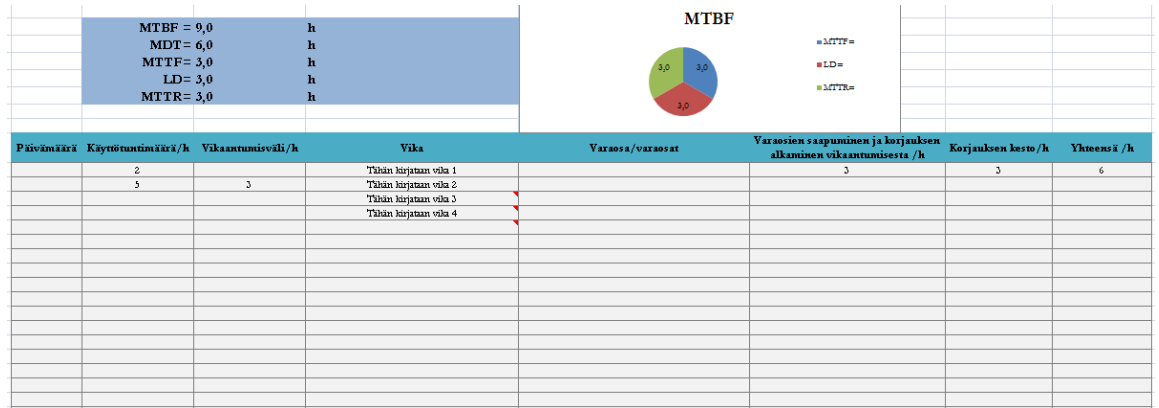 MTBF = 9,0 h
MDT= 6,0 h
MTTF= 3,0 h
LD= 3,0 h
MTTR= 3,0 h
MTBF
3,0 3,0
3,0
MTTF=
LD=
MTTR=
Päivämäärä Käyttötuntimäärä/h Vikaantumisväli/h Vika Varaosa/varaosat Varaosien saapuminen ja korjauksen Korjauksen kesto/h Yhteensä /h
alkaminen vikaantumisesta /h
2 Tähän kirjataan vika 1 3 3 6
5 3 Tähän kirjataan vika 2
Tähän kirjataan vika 3
Tähän kirjataan vika 4